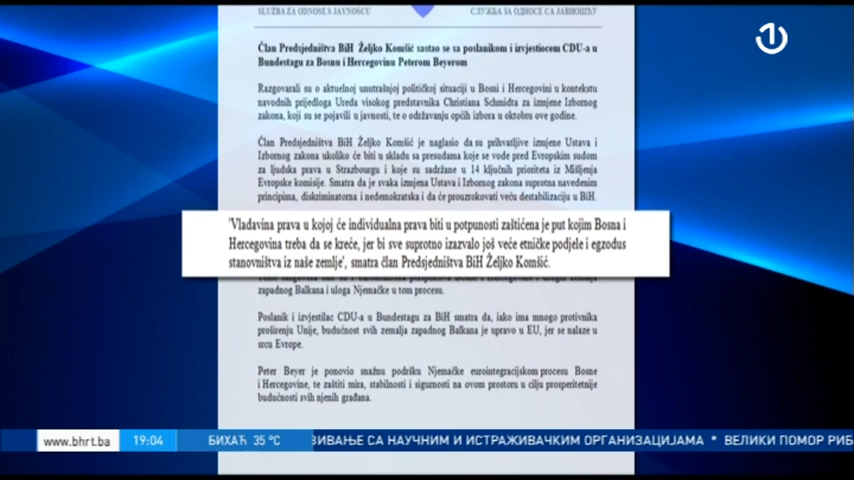 SLUŽBA ZA ODNOSE S JAVNOŠĆU
СЛУЖБА ЗА ОДНОСЕ СА ЈАВНОШЋУ
Član Predsjedništva BiH Željko Komšić sastao se sa poslanikom i izvjestiocem CDU-a u
Bundestagu za Bosnu i Hercegovinu Peterom Beyerom
Razgovarali su o aktuelnoj unutrašnjoj političkoj situaciji u Bosni i Hercegovini u kontekstu
navodnih prijedloga Ureda visokog predstavnika Christiana Schmidta za izmjene Izbornog
zakona, koji su se pojavili u javnosti, te o održavanju općih izbora u oktobru ove godine.
Član Predsjedništva BiH Željko Komšić je naglasio da su prihvatljive izmjene Ustava i
Izbornog zakona ukoliko će biti u skladu sa presudama koje se vode pred Evropskim sudom
za ljudska prava u Strazbourgu i koje su sadržane u 14 ključnih prioriteta iz Mišljenja
Evropske komisije. Smatra da je svaka izmjena Ustava i Izbornog zakona suprotna navedenim
principima, diskriminatorna i nedemokratska i da će prouzrokovati veću destabilizaciju u BiH.
'Vladavina prava u kojoj će individualna prava biti u potpunosti zaštićena je put kojim Bosna i
Hercegovina treba da se kreće, jer bi sve suprotno izazvalo još veće etničke podjele i egzodus
stanovništva iz naše zemlje', smatra član Predsjedništva BiH Željko Komšić.
zapadnog Balkana i uloga Njemačke u tom procesu.
Poslanik i izvjestilac CDU-a u Bundestagu za BiH smatra da, iako ima mnogo protivnika
proširenju Unije, budućnost svih zemalja zapadnog Balkana je upravo u EU, jer se nalaze u
srcu Evrope.
Peter Beyer je ponovio snažnu podršku Njemačke eurointegracijskom procesu Bosne
i Hercegovine, te zaštiti mira, stabilnosti i sigurnosti na ovom prostoru u cilju prosperitetnije
budućnosti svih njenih građana.
www.bhrt.ba 19:04 БИХАЋ 35 °C ЗИВАЊЕ СА НАУЧНИМ И ИСТРАЖИВАЧКИМ ОРГАНИЗАЦИЈАМА * ВЕЛИКИ ПОМОР РИБ